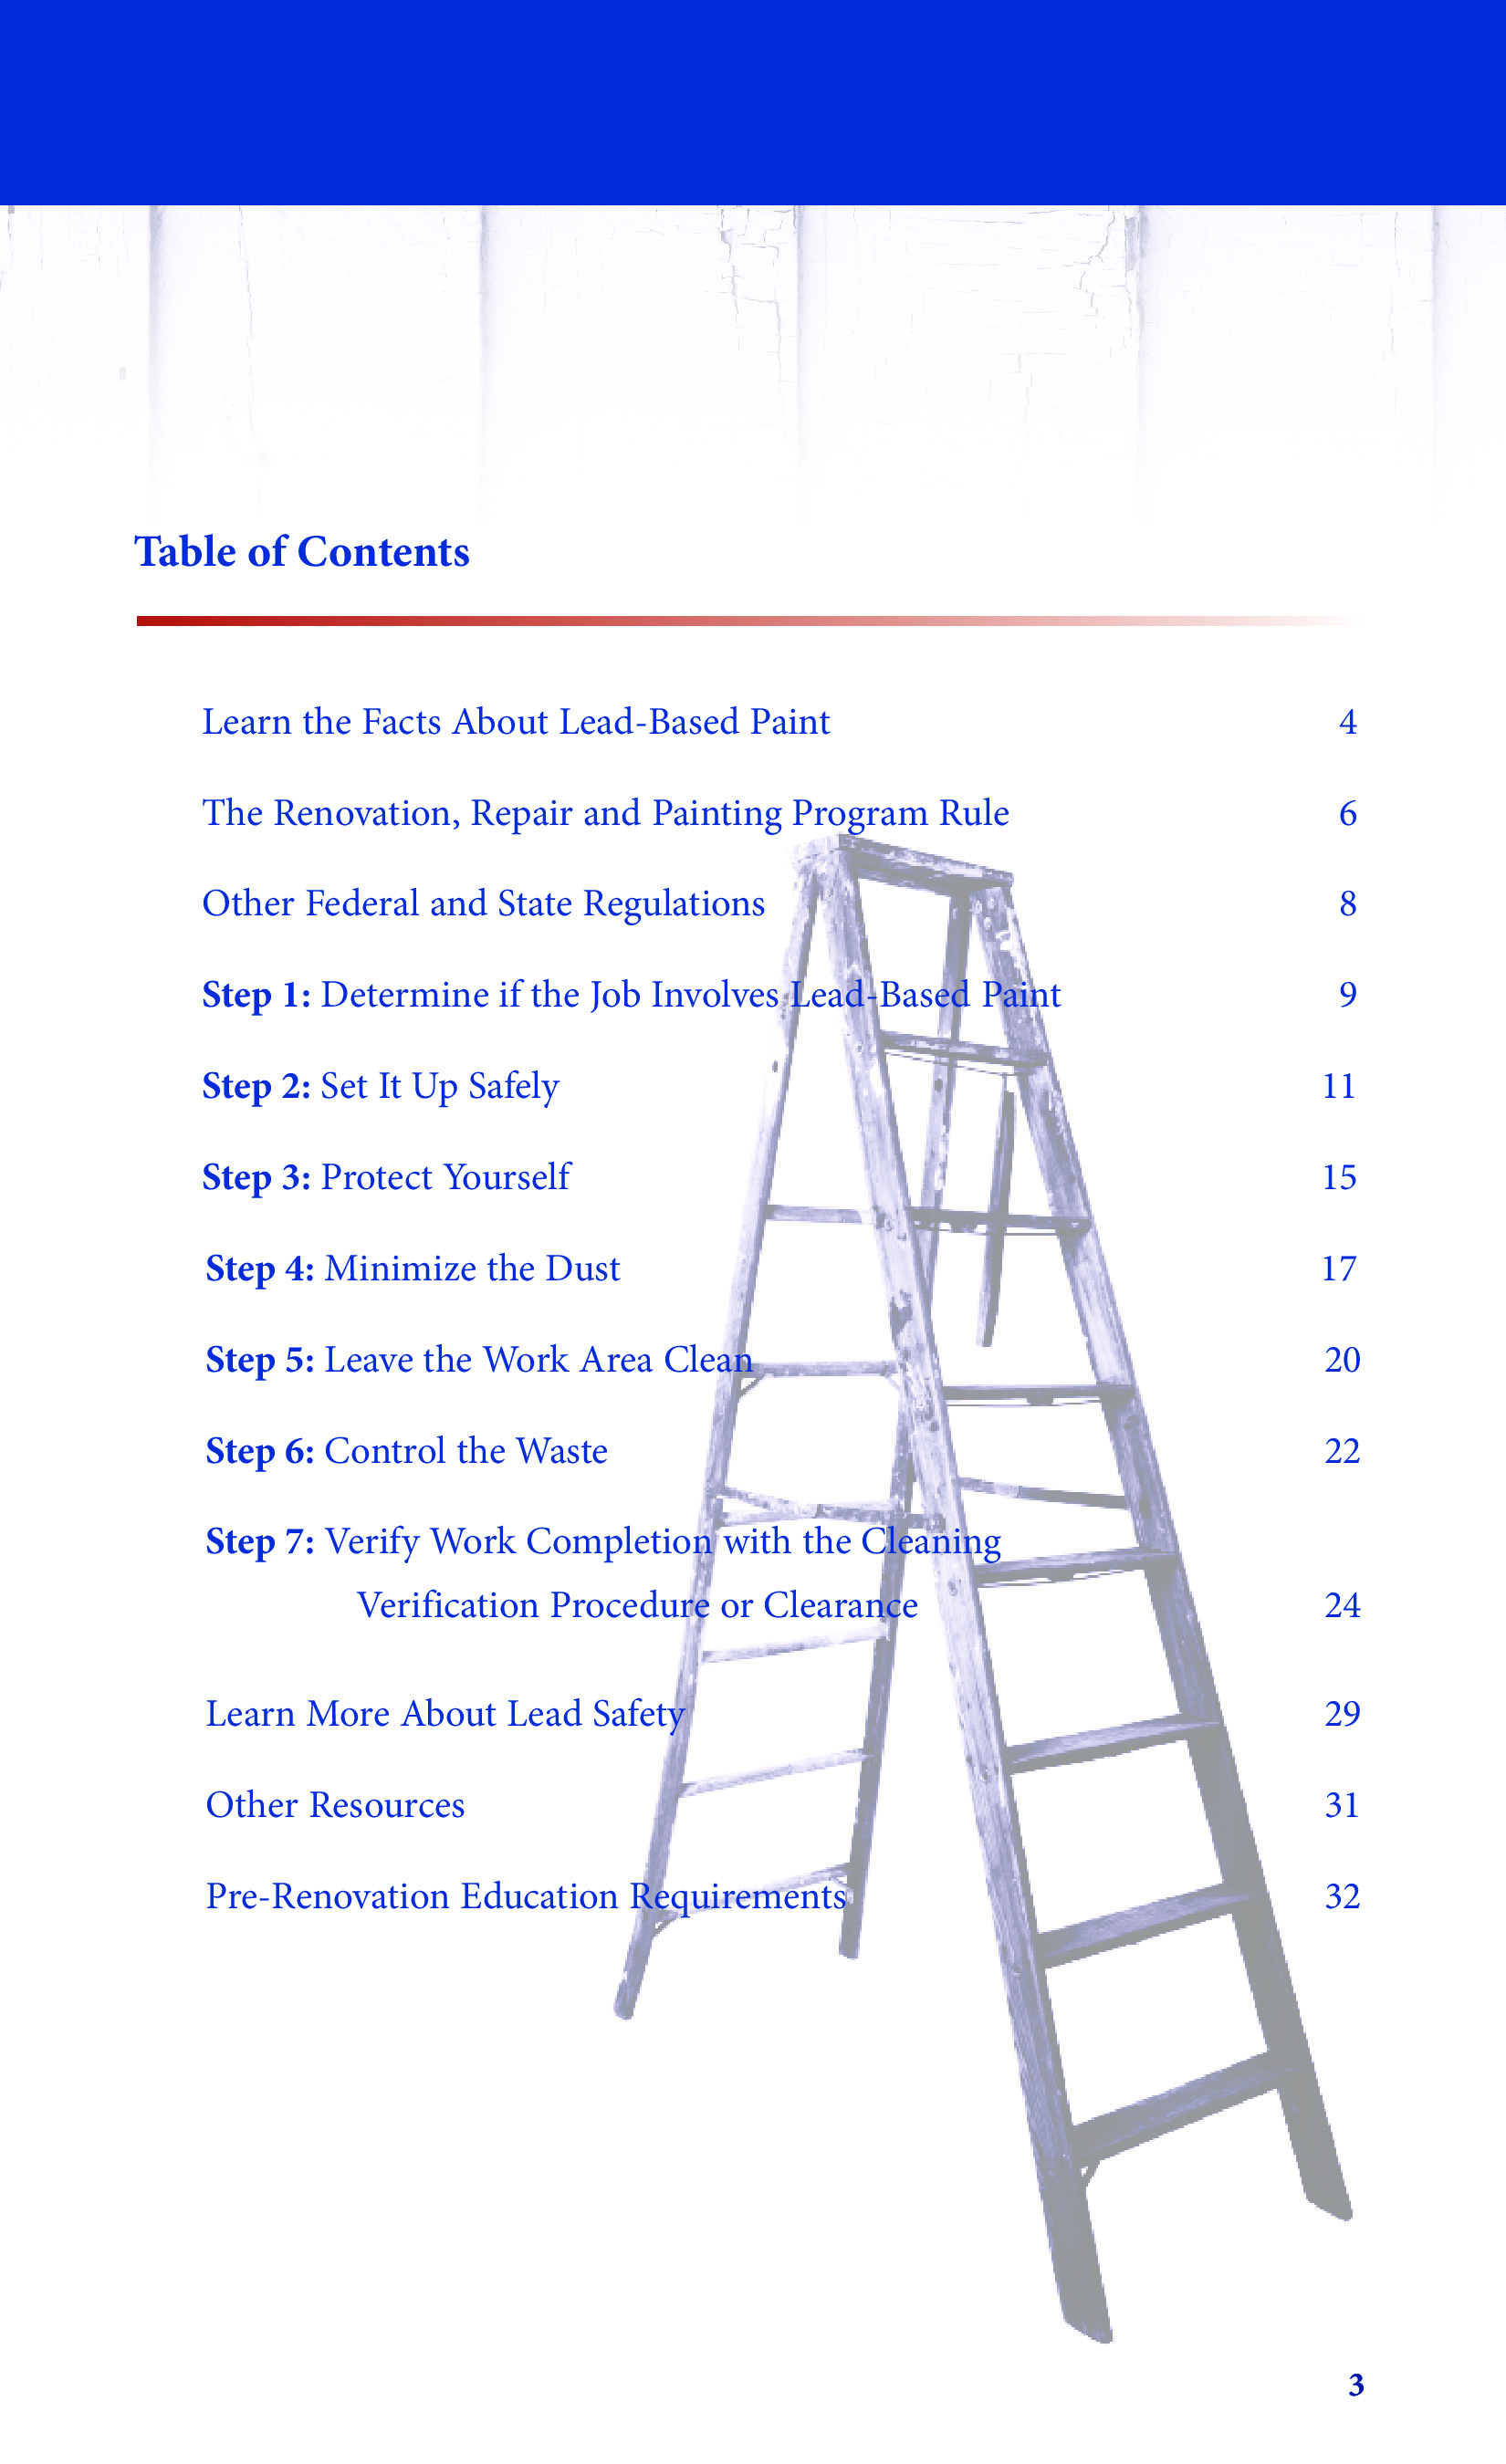 Table of Contents
Learn the Facts About Lead-Based Paint 4
The Renovation, Repair and Painting Program Rule 6
Other Federal and State Regulations 8
Step 1: Determine if the Job Involves Lead-Based Paint 9
Step 2: Set It Up Safely 11
Step 3: Protect Yourself 15
Step 4: Minimize the Dust 17
Step 5: Leave the Work Area Clean 20
Step 6: Control the Waste 22
Step 7: Verify Work Completion with the Cleaning
Verification Procedure or Clearance 24
Learn More About Lead Safety 29
Other Resources 31
Pre-Renovation Education Requirements 32
3